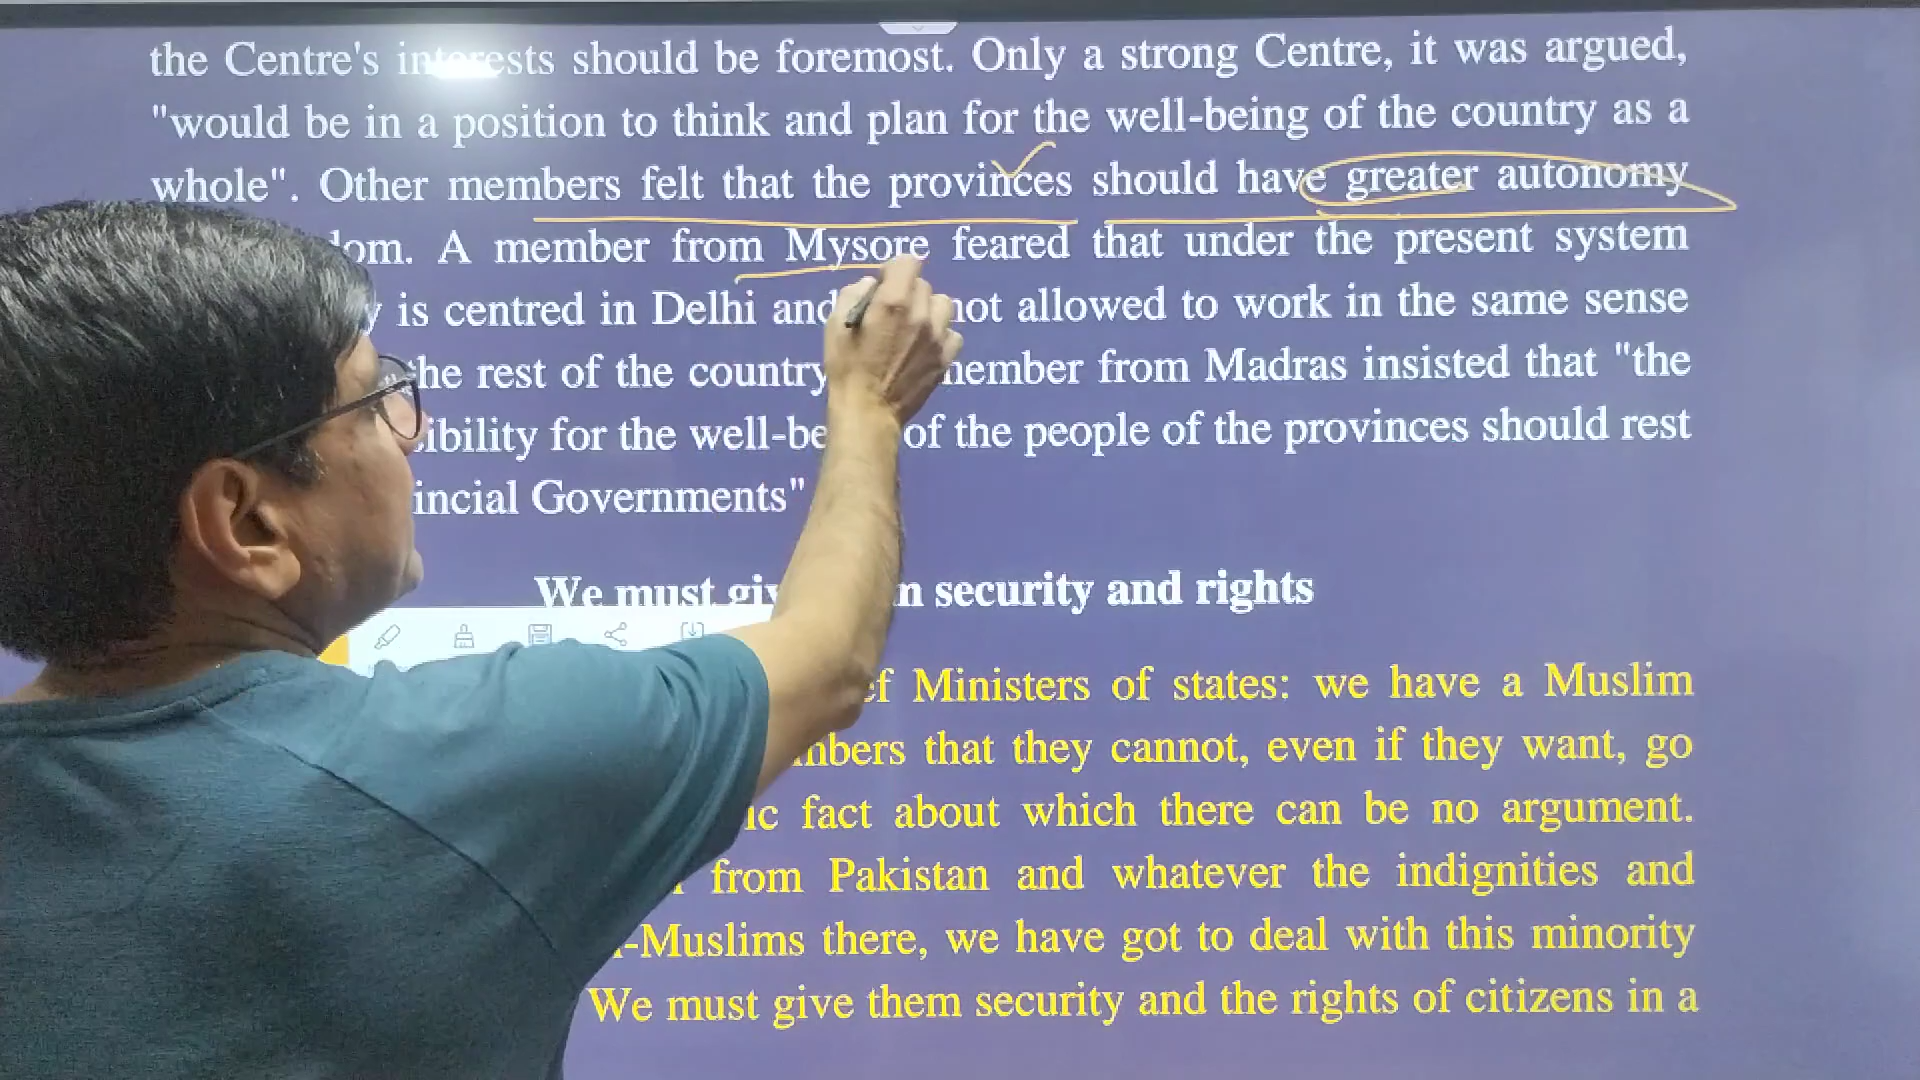 the Centre's interests should be foremost. Only a strong Centre, it was argued,
"would be in a position to think and plan for the well-being of the country as a
whole". Other members felt that the provinces should have greater autonomy
dom. A member from Mysore feared that under the present system
y is centred in Delhi and not allowed to work in the same sense
the rest of the country member from Madras insisted that "the
ibility for the well-be of the people of the provinces should rest
incial Governments"
We must giv n security and rights
ef Ministers of states: we have a Muslim
mbers that they cannot, even if they want, go
ic fact about which there can be no argument.
from Pakistan and whatever the indignities and
-Muslims there, we have got to deal with this minority
We must give them security and the rights of citizens in a